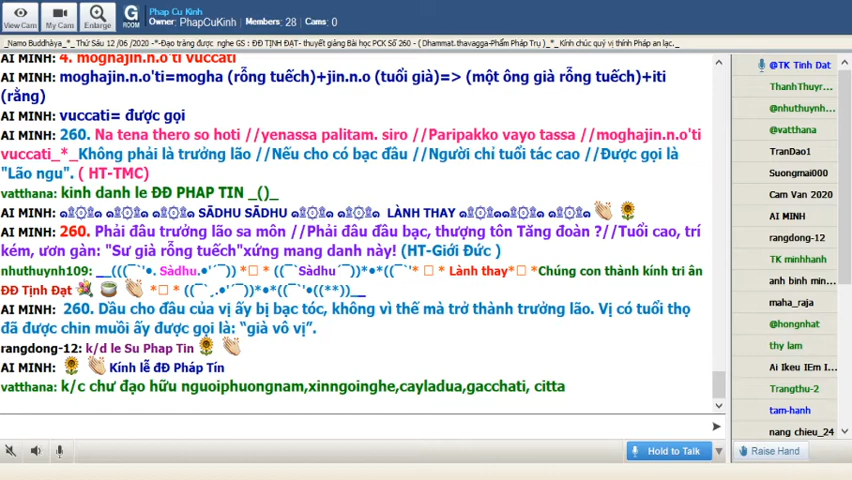 Phap Cu Kinh
Owner: PhapCuKinh Members: 28 Cams: 0
View Cam My Cam Enlarge G ROOM
_Namo Buddhàya_*_ Thứ Sáu 12 /06 /2020 -*-Đạo tràng được nghe GS : ĐĐ TỊNH ĐẠT- thuyết giảng Bài học PCK Số 260 - ( Dhammat.thavagga-Phẩm Pháp Trụ )_*_ Kính chúc quý vị thính Pháp an lạc._
AI MINH: 4. moghajin.n.o'ti vuccati
AI MINH: moghajin.n.o'ti=mogha (rỗng tuếch)+jin.n.o (tuổi già)=> (một ông già rỗng tuếch)+iti
(rằng)
AI MINH: vuccati= được gọi
AI MINH: 260. Na tena thero so hoti //yenassa palitam. siro //Paripakko vayo tassa //moghajin.n.o'ti
vuccati_*_Không phải là trưởng lão //Nếu cho có bạc đầu //Người chỉ tuổi tác cao //Được gọi là
"Lão ngu". ( HT-TMC)
vatthana: kinh danh le ĐĐ PHAP TIN _()_
AI MINH: SĀDHU SĀDHU LÀNH THAY
AI MINH: 260. Phải đâu trưởng lão sa môn //Phải đâu đầu bạc, thượng tôn Tăng đoàn ?//Tuổi cao, trí
kém, ươn gàn: "Sư già rỗng tuếch"xứng mang danh này! (HT-Giới Đức )
nhuthuynh109: Sàdhu. Sàdhu Lành thay Chúng con thành kính tri ân
ĐĐ Tịnh Đạt
AI MINH: 260. Dầu cho đầu của vị ấy bị bạc tóc, không vì thế mà trở thành trưởng lão. Vị có tuổi thọ
đã được chin muồi ấy được gọi là: “già vô vị”.
rangdong-12: k/d le Su Phap Tin
AI MINH: Kính lễ đĐ Pháp Tín
vatthana: k/c chư đạo hữu nguoiphuongnam,xinngoinghe,cayladua,gacchati, citta
@TK Tinh Dat
ThanhThuyr...
@nhuthuynh...
@vatthana
TranDao1
Suongmai000
Cam Van 2020
AI MINH
rangdong-12
TK minhhanh
anh binh min...
maha_raja
@hongnhat
thy lam
Ai Ikeu IEm I...
Trangthu-2
tam-hanh
nang chieu_24
Hold to Talk
Raise Hand